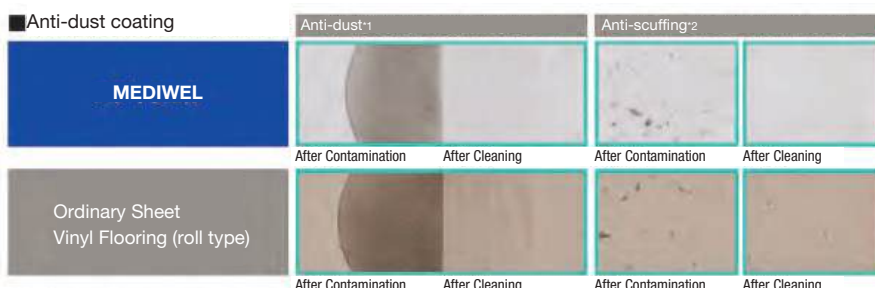 ■Anti-dust coating
Anti-dust*1
Anti-scuffing*2
MEDIWEL
After Contamination
After Cleaning
After Contamination
After Cleaning
Ordinary Sheet
Vinyl Flooring (roll type)
After Contamination
After Cleaning
After Contamination
After Cleaning